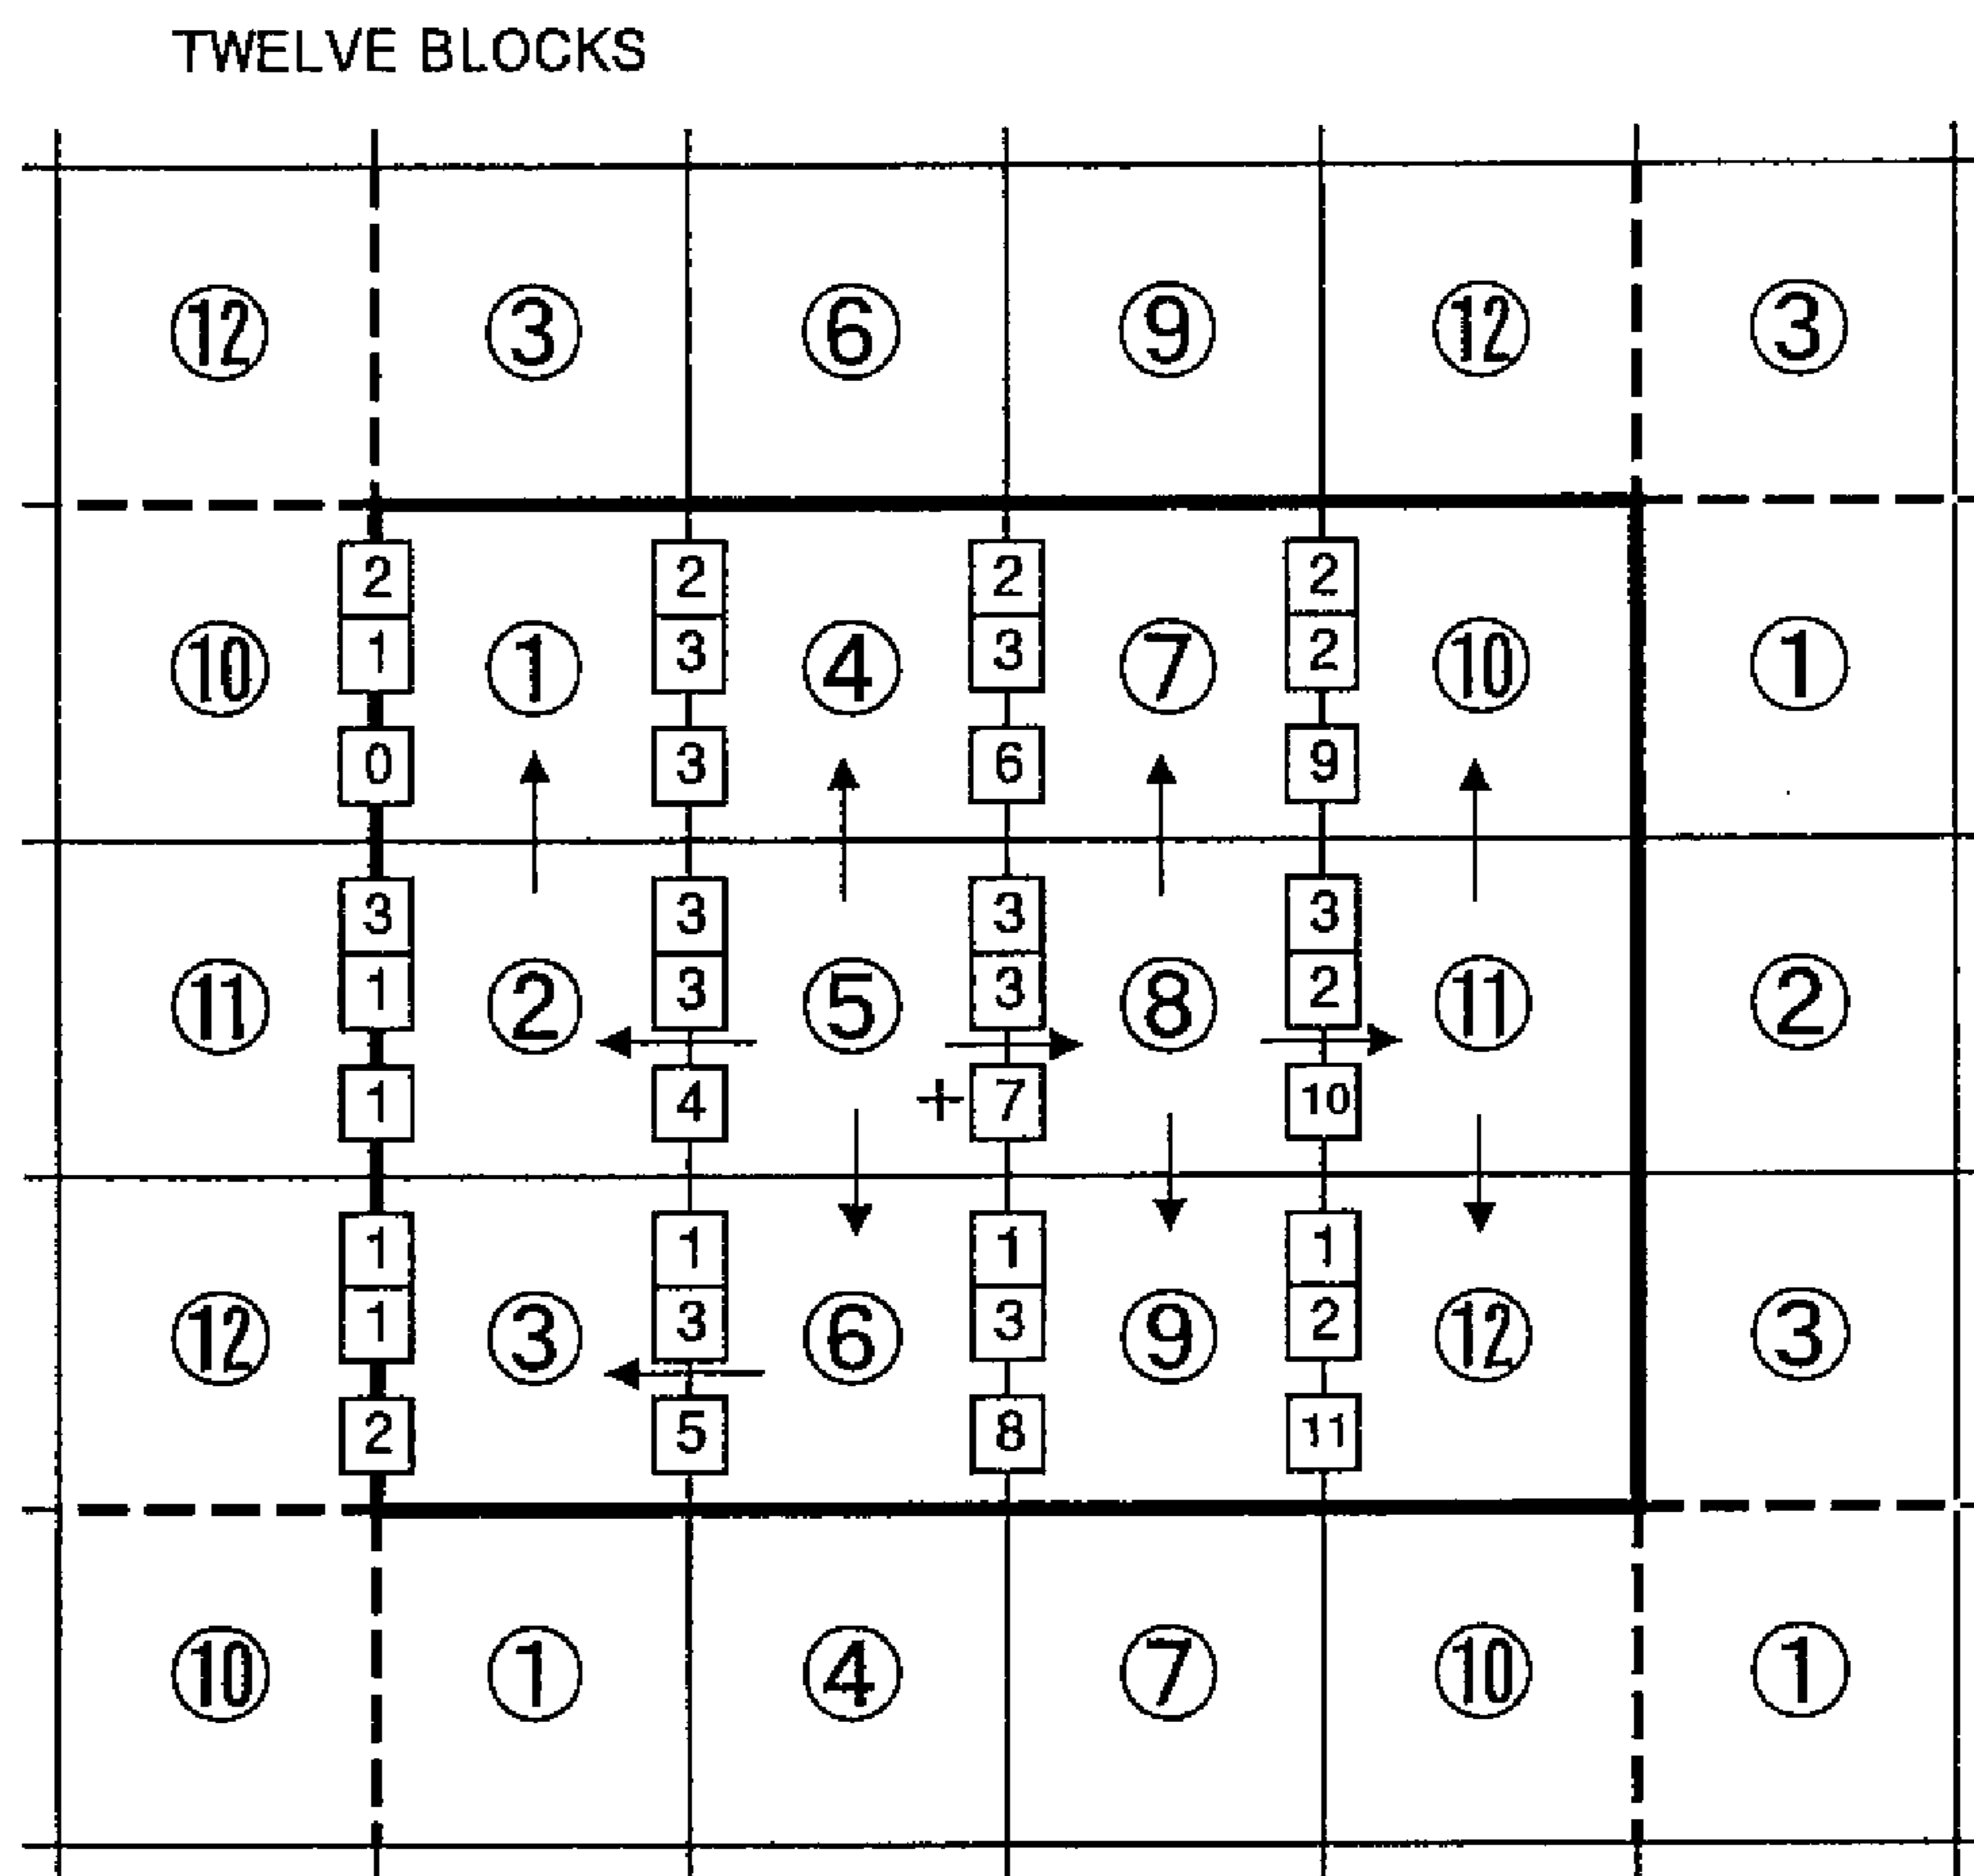 TWELVE BLOCKS
⑫ ③ ⑥ ⑨ ⑫ ③
2 2 2 2
⑩ 1 ① 3 ④ 3 ⑦ 2 ⑩ ①
0 3 6 9
3 3 3 3
⑪ 1 ② 3 ⑤ 3 ⑧ 2 ⑪ ②
1 4 + 7 10
1 1 1 1
⑫ 1 ③ 3 ⑥ 3 ⑨ 2 ⑫ ③
2 5 8 11
⑩ ① ④ ⑦ ⑩ ①